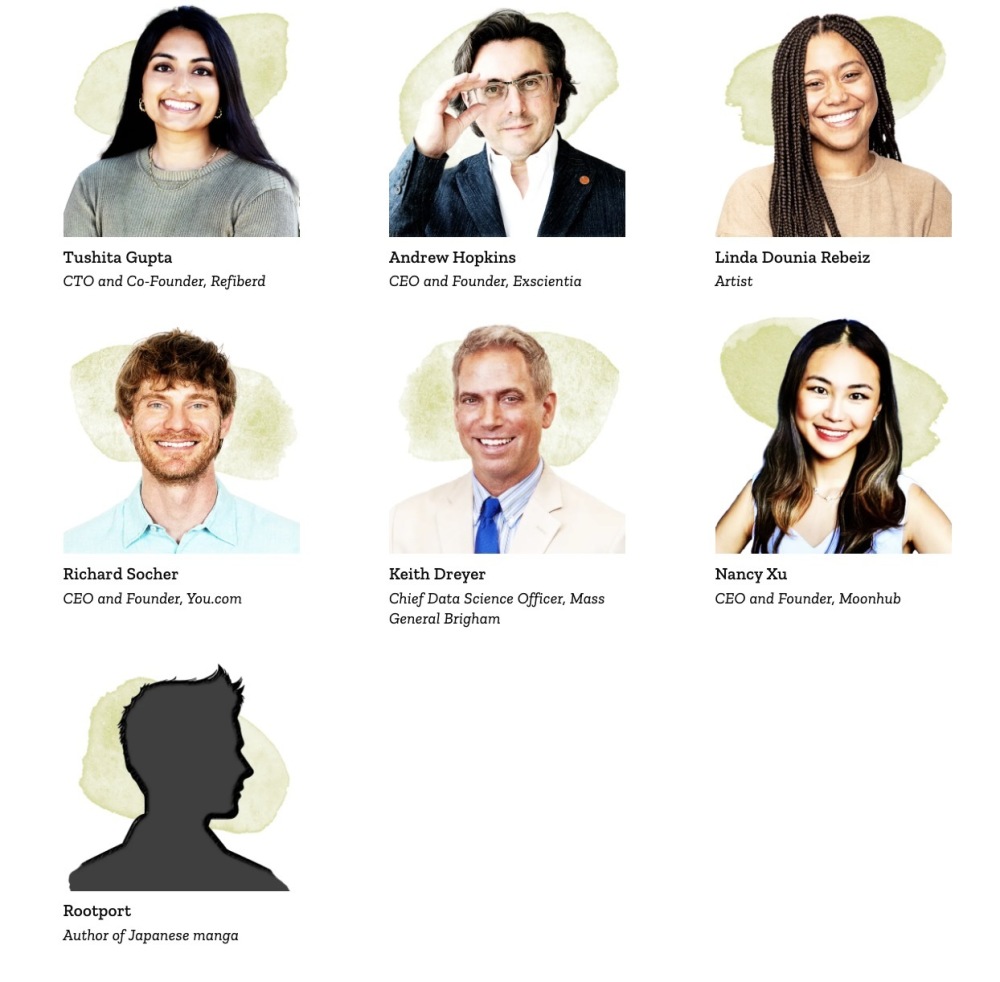 Tushita Gupta
CTO and Co-Founder, Refiberd
Andrew Hopkins
CEO and Founder, Exscientia
Linda Dounia Rebeiz
Artist
Richard Socher
CEO and Founder, You.com
Keith Dreyer
Chief Data Science Officer, Mass
General Brigham
Nancy Xu
CEO and Founder, Moonhub
Rootport
Author of Japanese manga